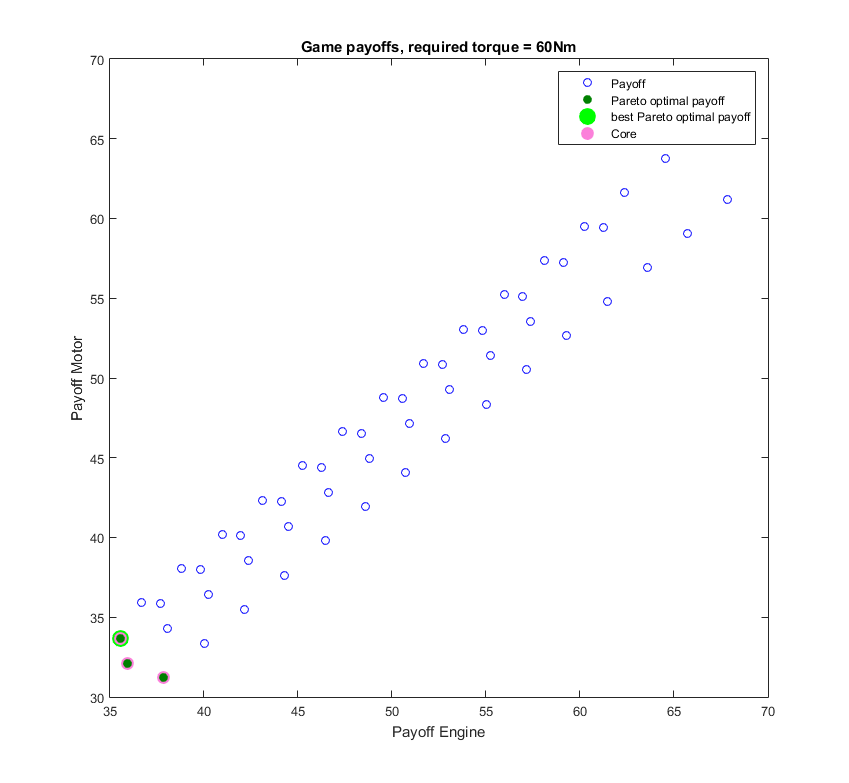 Game payoffs, required torque = 60Nm
70
65
60
55
50
45
40
35
30
Payoff Motor
Payoff
Pareto optimal payoff
best Pareto optimal payoff
Core
35
40
45
50
55
60
65
70
Payoff Engine